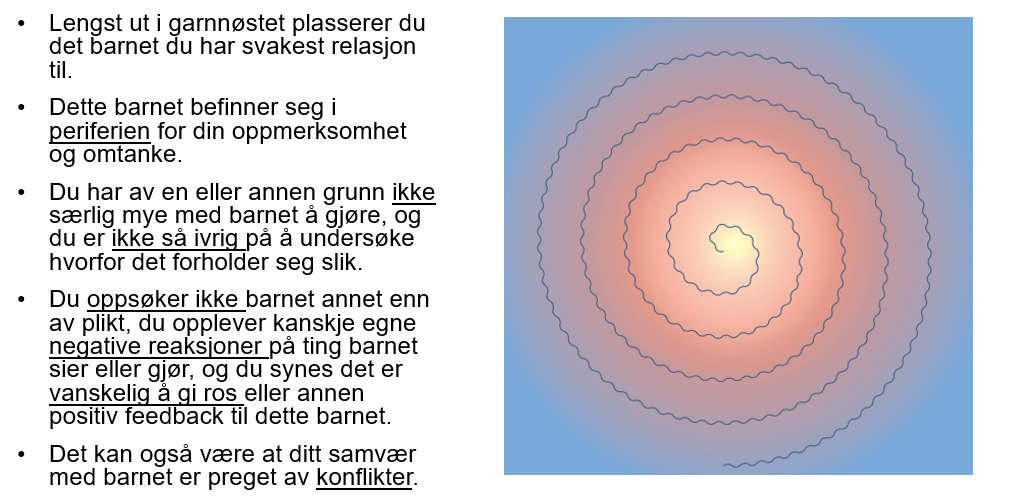 • Lengst ut i garnnøstet plasserer du
det barnet du har svakest relasjon
til.
• Dette barnet befinner seg i
periferien for din oppmerksomhet
og omtanke.
• Du har av en eller annen grunn ikke
særlig mye med barnet å gjøre, og
du er ikke så ivrig på å undersøke
hvorfor det forholder seg slik.
• Du oppsøker ikke barnet annet enn
av plikt, du opplever kanskje egne
negative reaksjoner på ting barnet
sier eller gjør, og du synes det er
vanskelig å gi ros eller annen
positiv feedback til dette barnet.
• Det kan også være at ditt samvær
med barnet er preget av konflikter.